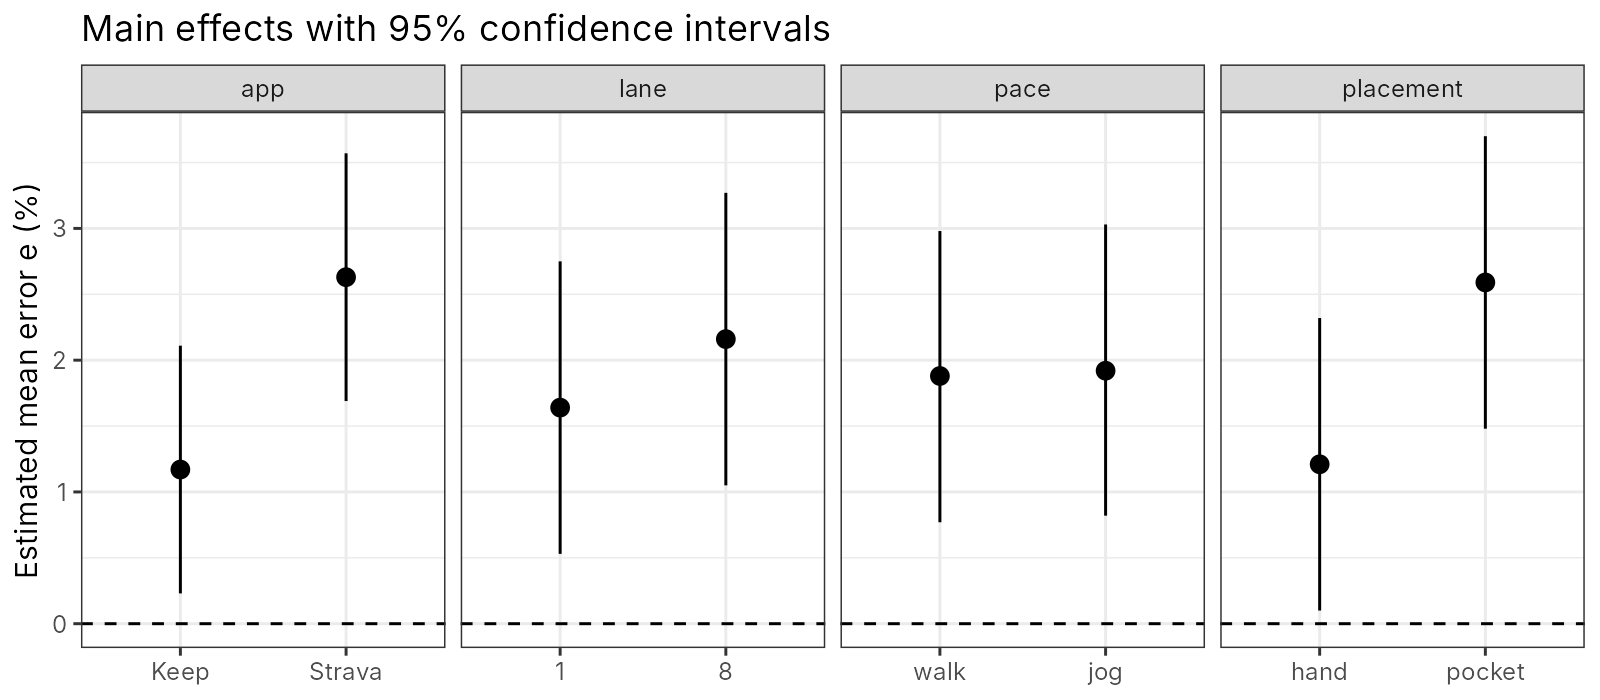 Main effects with 95% confidence intervals
app
lane
pace
placement
Estimated mean error e (%)
3
2
1
0
Keep
Strava
1
8
walk
jog
hand
pocket